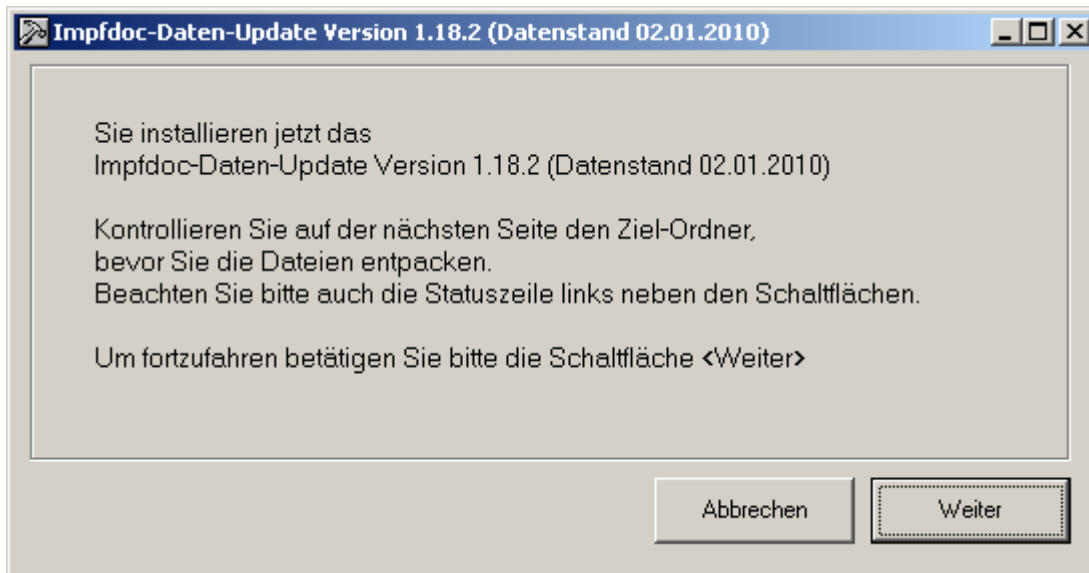 Impfdoc-Daten-Update Version 1.18.2 (Datenstand 02.01.2010)
Sie installieren jetzt das
Impfdoc-Daten-Update Version 1.18.2 (Datenstand 02.01.2010)
Kontrollieren Sie auf der nächsten Seite den Ziel-Ordner,
bevor Sie die Dateien entpacken.
Beachten Sie bitte auch die Statuszeile links neben den Schaltflächen.
Um fortzufahren betätigen Sie bitte die Schaltfläche <Weiter>
Abbrechen
Weiter